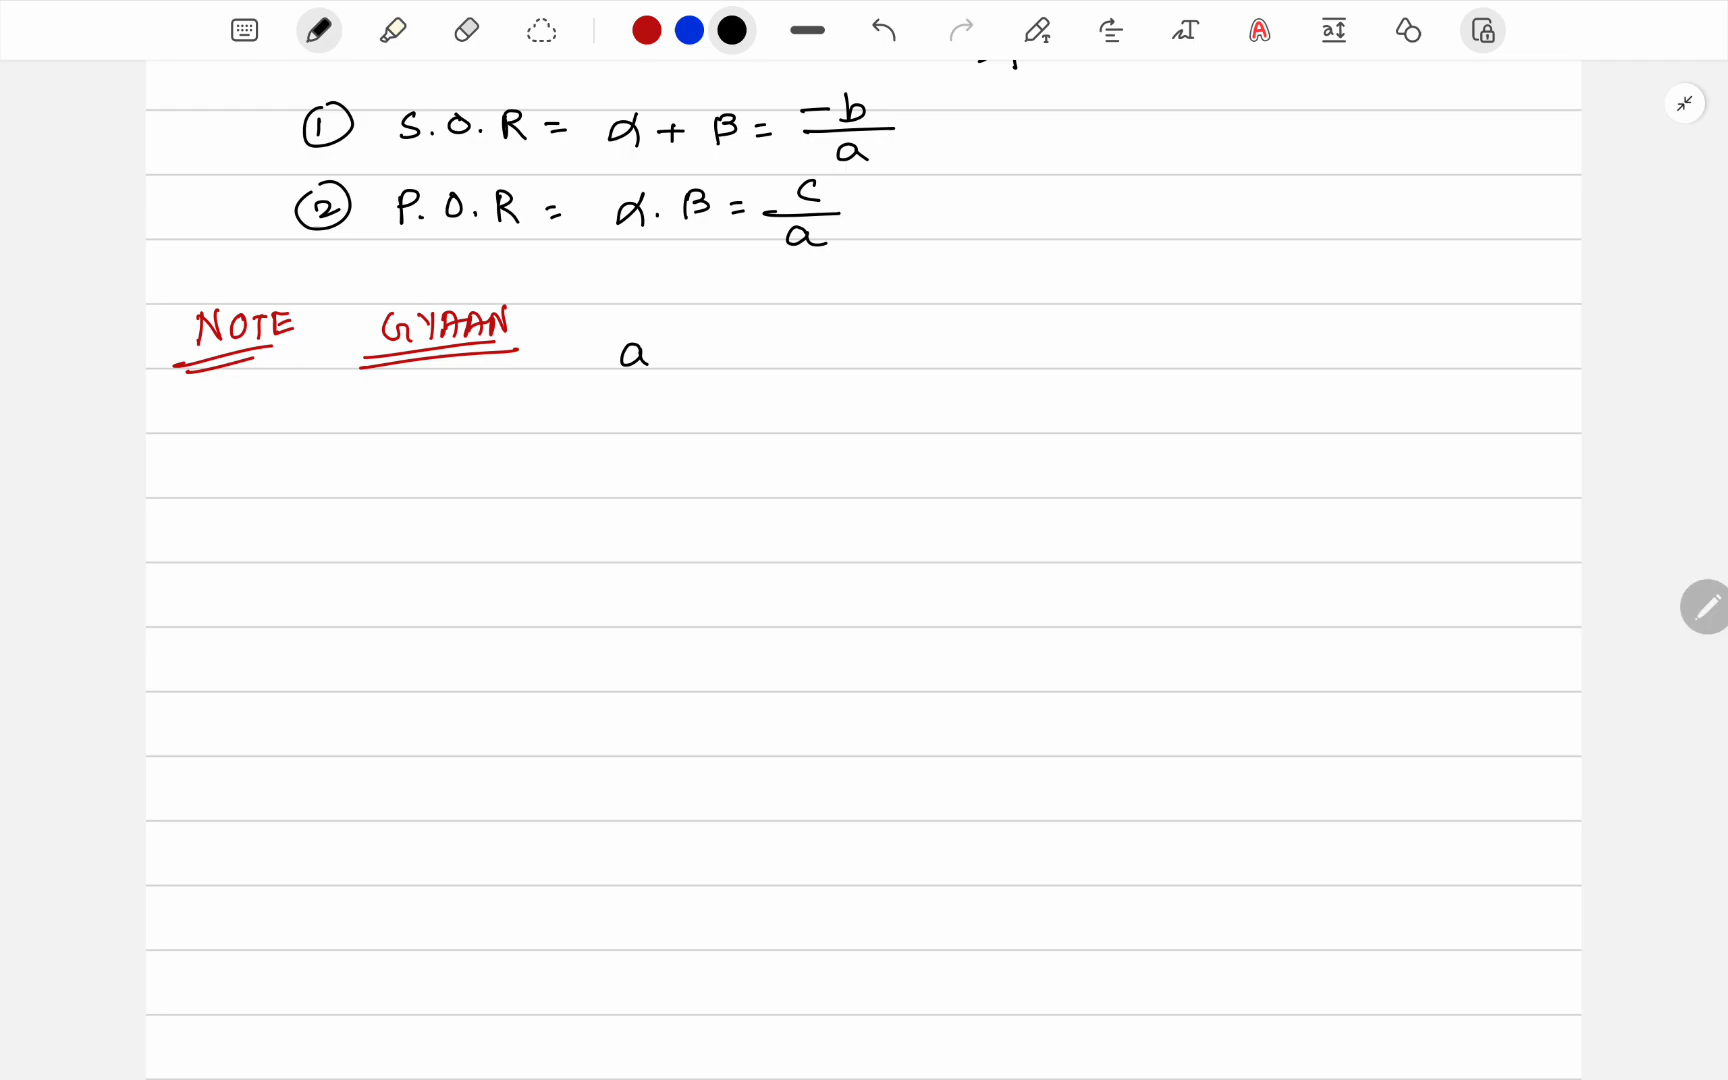 ① S.O.R = α + β = -b/a
② P.O.R = α.β = c/a
NOTE GYAAN a